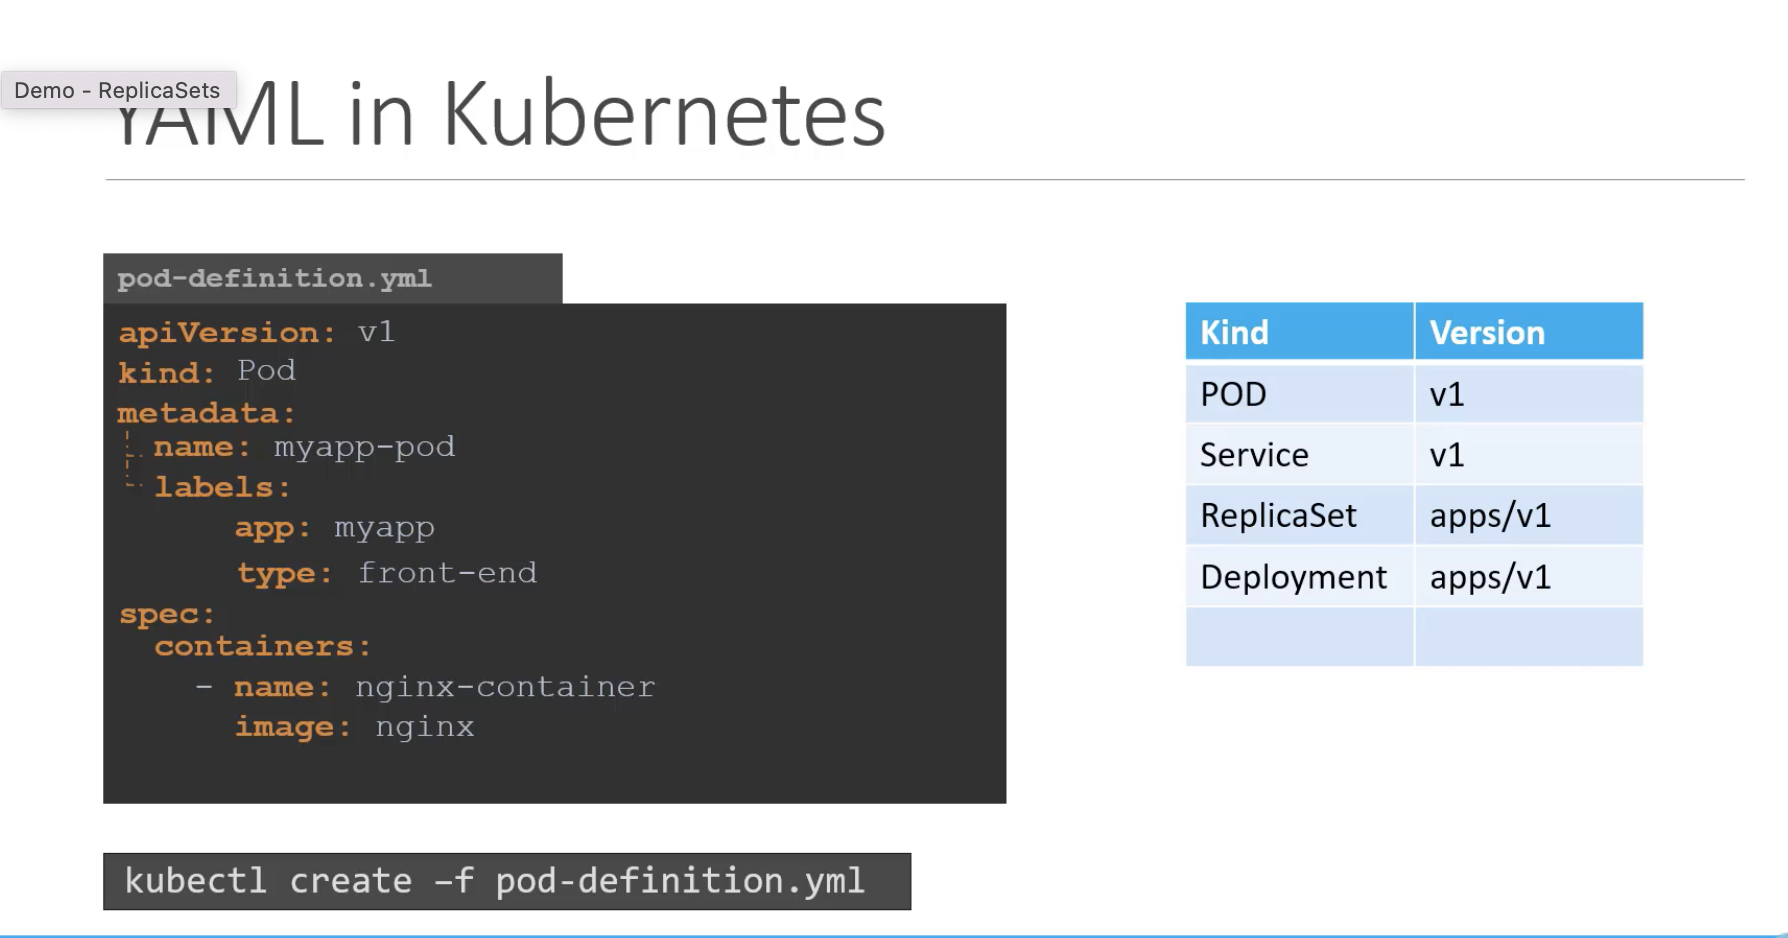 Demo - ReplicaSets
YAML in Kubernetes
pod-definition.yml
apiVersion: v1
kind: Pod
metadata:
name: myapp-pod
labels:
app: myapp
type: front-end
spec:
containers:
- name: nginx-container
image: nginx
Kind Version
POD v1
Service v1
ReplicaSet apps/v1
Deployment apps/v1
kubectl create –f pod-definition.yml